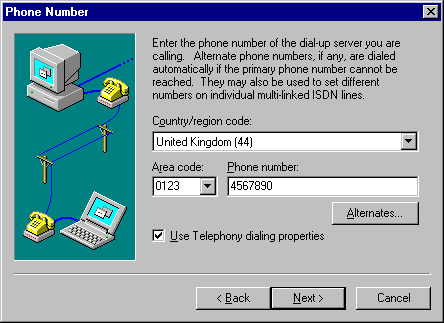 Phone Number
Enter the phone number of the dial-up server you are
calling. Alternate phone numbers, if any, are dialed
automatically if the primary phone number cannot be
reached. They may also be used to set different
numbers on individual multi-linked ISDN lines.
Country/region code:
United Kingdom (44)
Area code: Phone number:
0123 4567890
Alternates...
Use Telephony dialing properties
< Back Next > Cancel